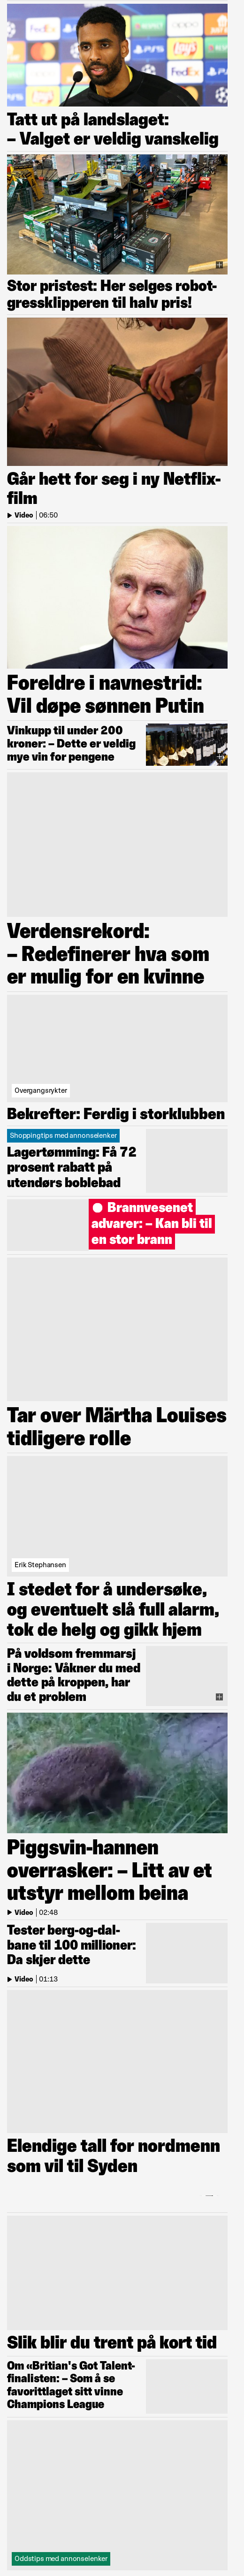 Tatt ut på landslaget:
– Valget er veldig vanskelig
Stor pristest: Her selges robot-
gressklipperen til halv pris!
Går hett for seg i ny Netflix-
film
Video | 06:50
Foreldre i navnestrid:
Vil døpe sønnen Putin
Vinkupp til under 200
kroner: – Dette er veldig
mye vin for pengene
Verdensrekord:
– Redefinerer hva som
er mulig for en kvinne
Overgangsrykter
Bekrefter: Ferdig i storklubben
Shoppingtips med annonselenker
Lagertømming: Få 72
prosent rabatt på
utendørs boblebad
Brannvesenet
advarer: – Kan bli til
en stor brann
Tar over Märtha Louises
tidligere rolle
Erik Stephansen
I stedet for å undersøke,
og eventuelt slå full alarm,
tok de helg og gikk hjem
På voldsom fremmarsj
i Norge: Våkner du med
dette på kroppen, har
du et problem
Piggsvin-hannen
overrasker: – Litt av et
utstyr mellom beina
Video | 02:48
Tester berg-og-dal-
bane til 100 millioner:
Da skjer dette
Video | 01:13
Elendige tall for nordmenn
som vil til Syden
Slik blir du trent på kort tid
Om «Britian's Got Talent-
finalisten: – Som å se
favorittlaget sitt vinne
Champions League
Oddstips med annonselenker